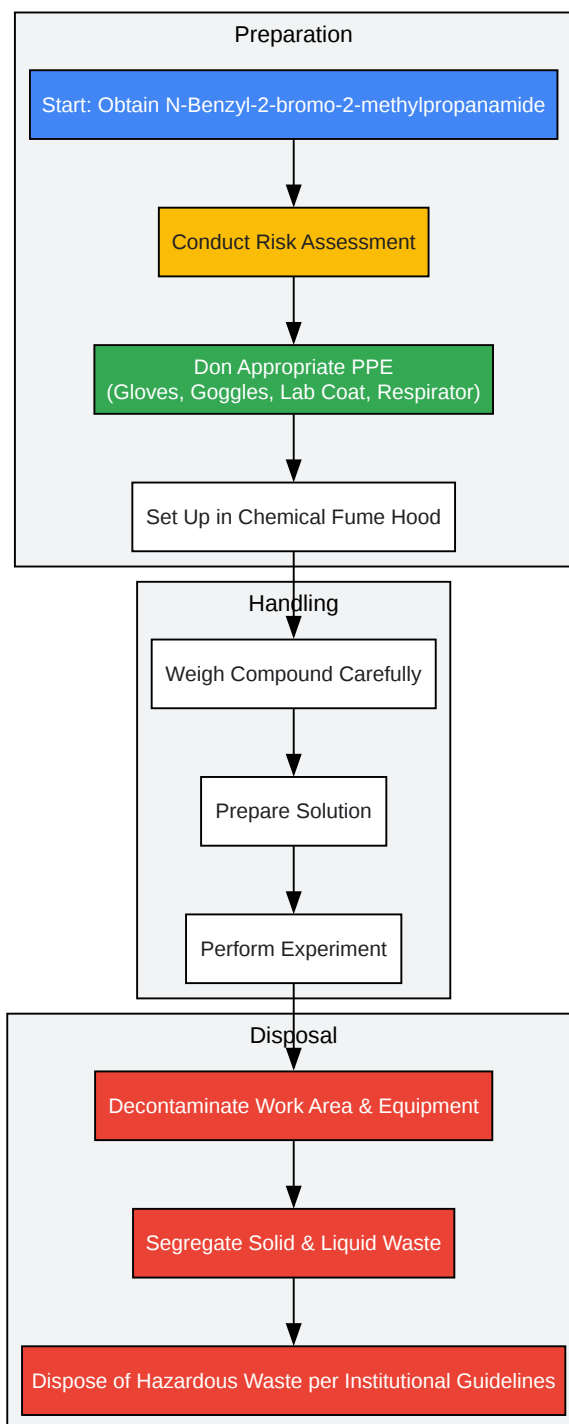 Preparation
Start: Obtain N-Benzyl-2-bromo-2-methylpropanamide
Conduct Risk Assessment
Don Appropriate PPE
(Gloves, Goggles, Lab Coat, Respirator)
Set Up in Chemical Fume Hood
Handling
Weigh Compound Carefully
Prepare Solution
Perform Experiment
Disposal
Decontaminate Work Area & Equipment
Segregate Solid & Liquid Waste
Dispose of Hazardous Waste per Institutional Guidelines